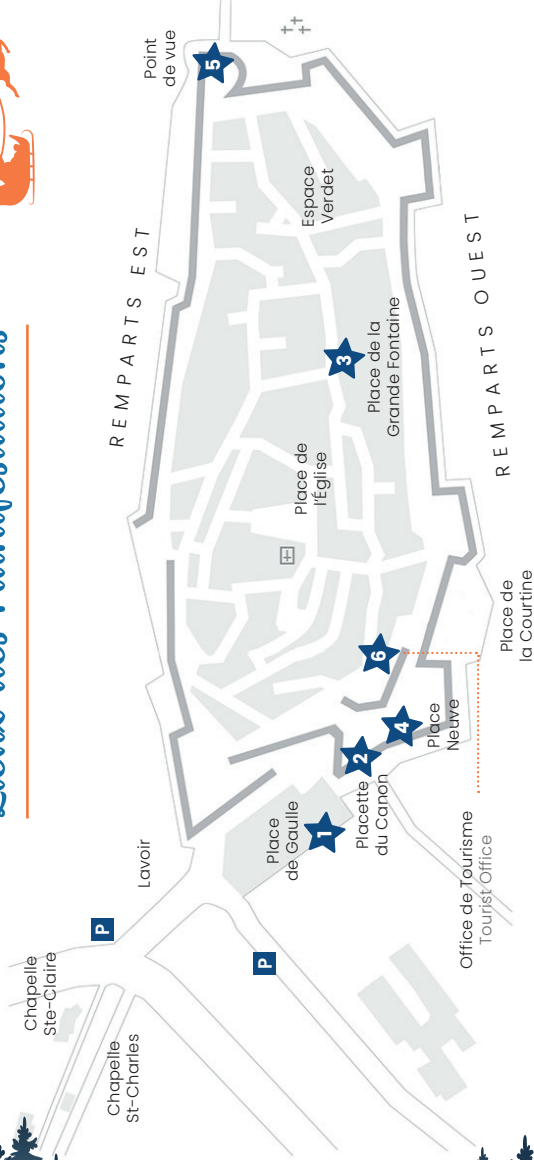 Chapelle
Ste-Claire
Chapelle
St-Charles
P
Lavoir
REMPARTS EST
Point
de vue
5
P
Place
de Gaulle
1
Place de
l'Église
Espace
Verdet
3
Place de la
Grande Fontaine
2
Placette
du Canon
6
4
Place
Neuve
REMPARTS OUEST
Office de Tourisme
Tourist Office
Place de
la Courtine